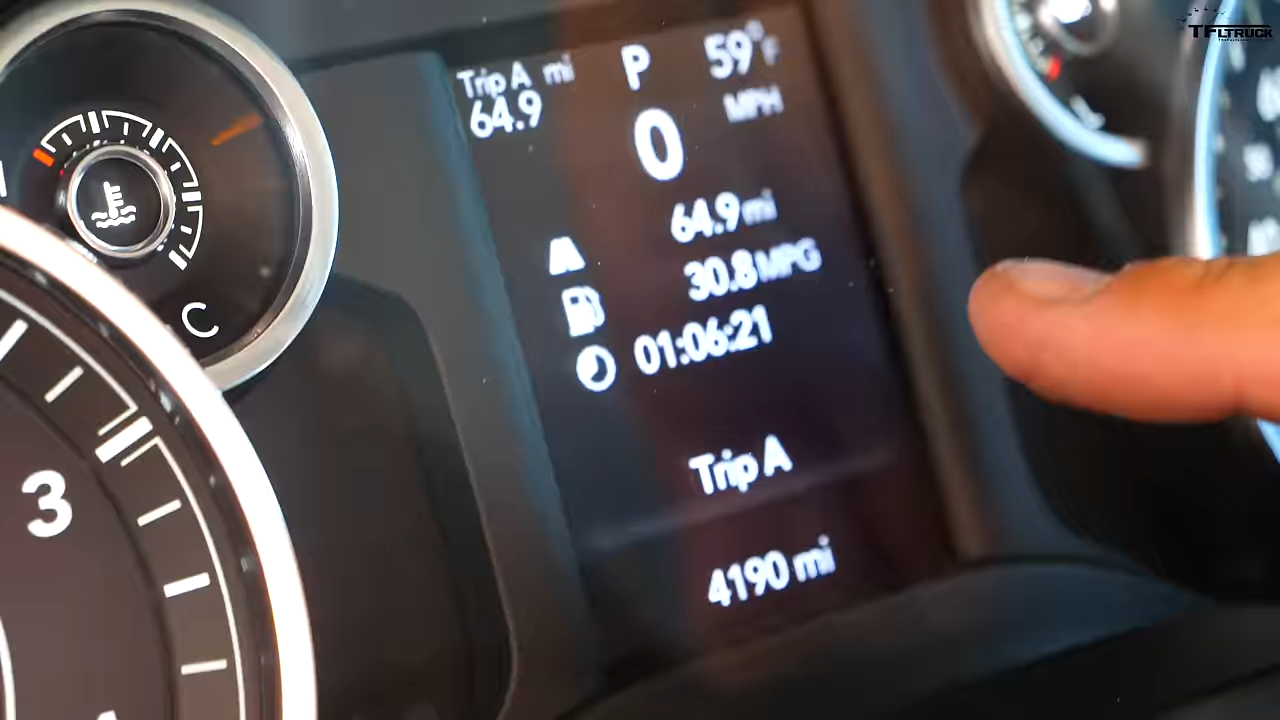 TFLTRUCK
Trip A mi
64.9
P
59°F
0 MPH
64.9 mi
30.8 MPG
01:06:21
Trip A
4190 mi
C
3